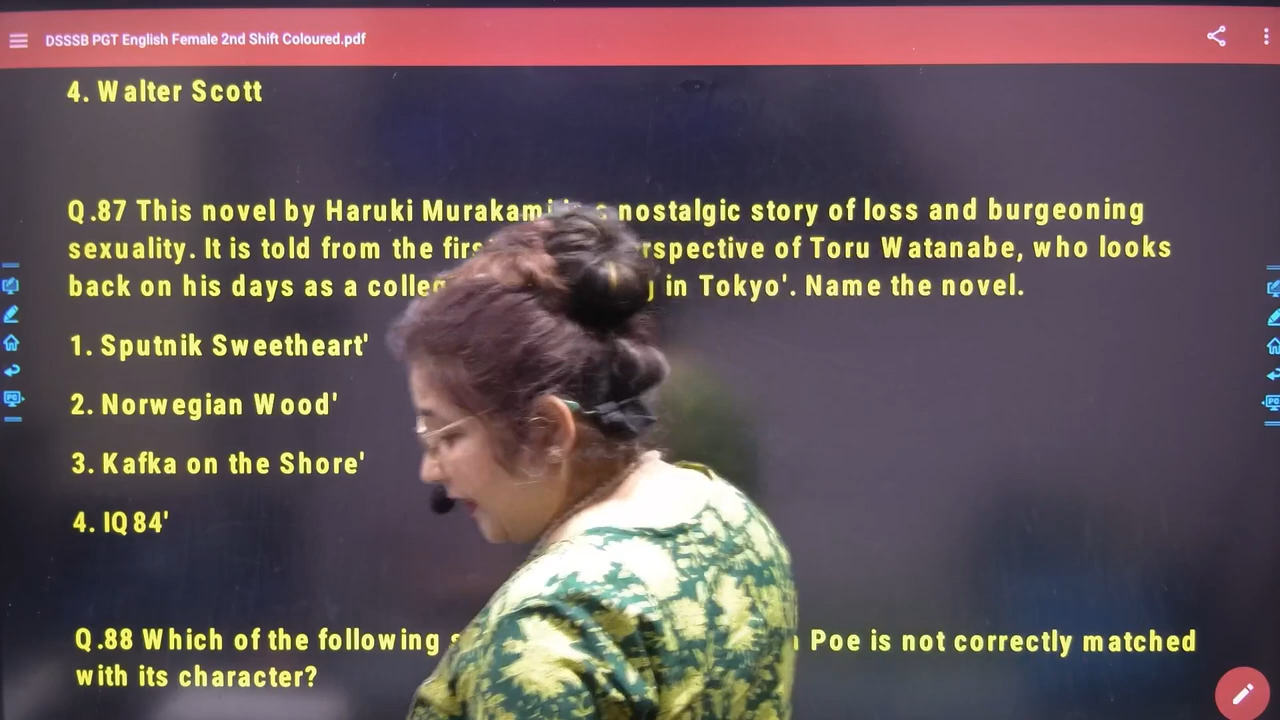 DSSSB PGT English Female 2nd Shift Coloured.pdf
4. Walter Scott
Q.87 This novel by Haruki Murakami nostalgic story of loss and burgeoning
sexuality. It is told from the of Toru Watanabe, who looks
back on his days as a in Tokyo'. Name the novel.
1. Sputnik Sweetheart'
2. Norwegian Wood'
3. Kafka on the Shore'
4. IQ84'
Q.88 Which of the following Poe is not correctly matched
with its character?